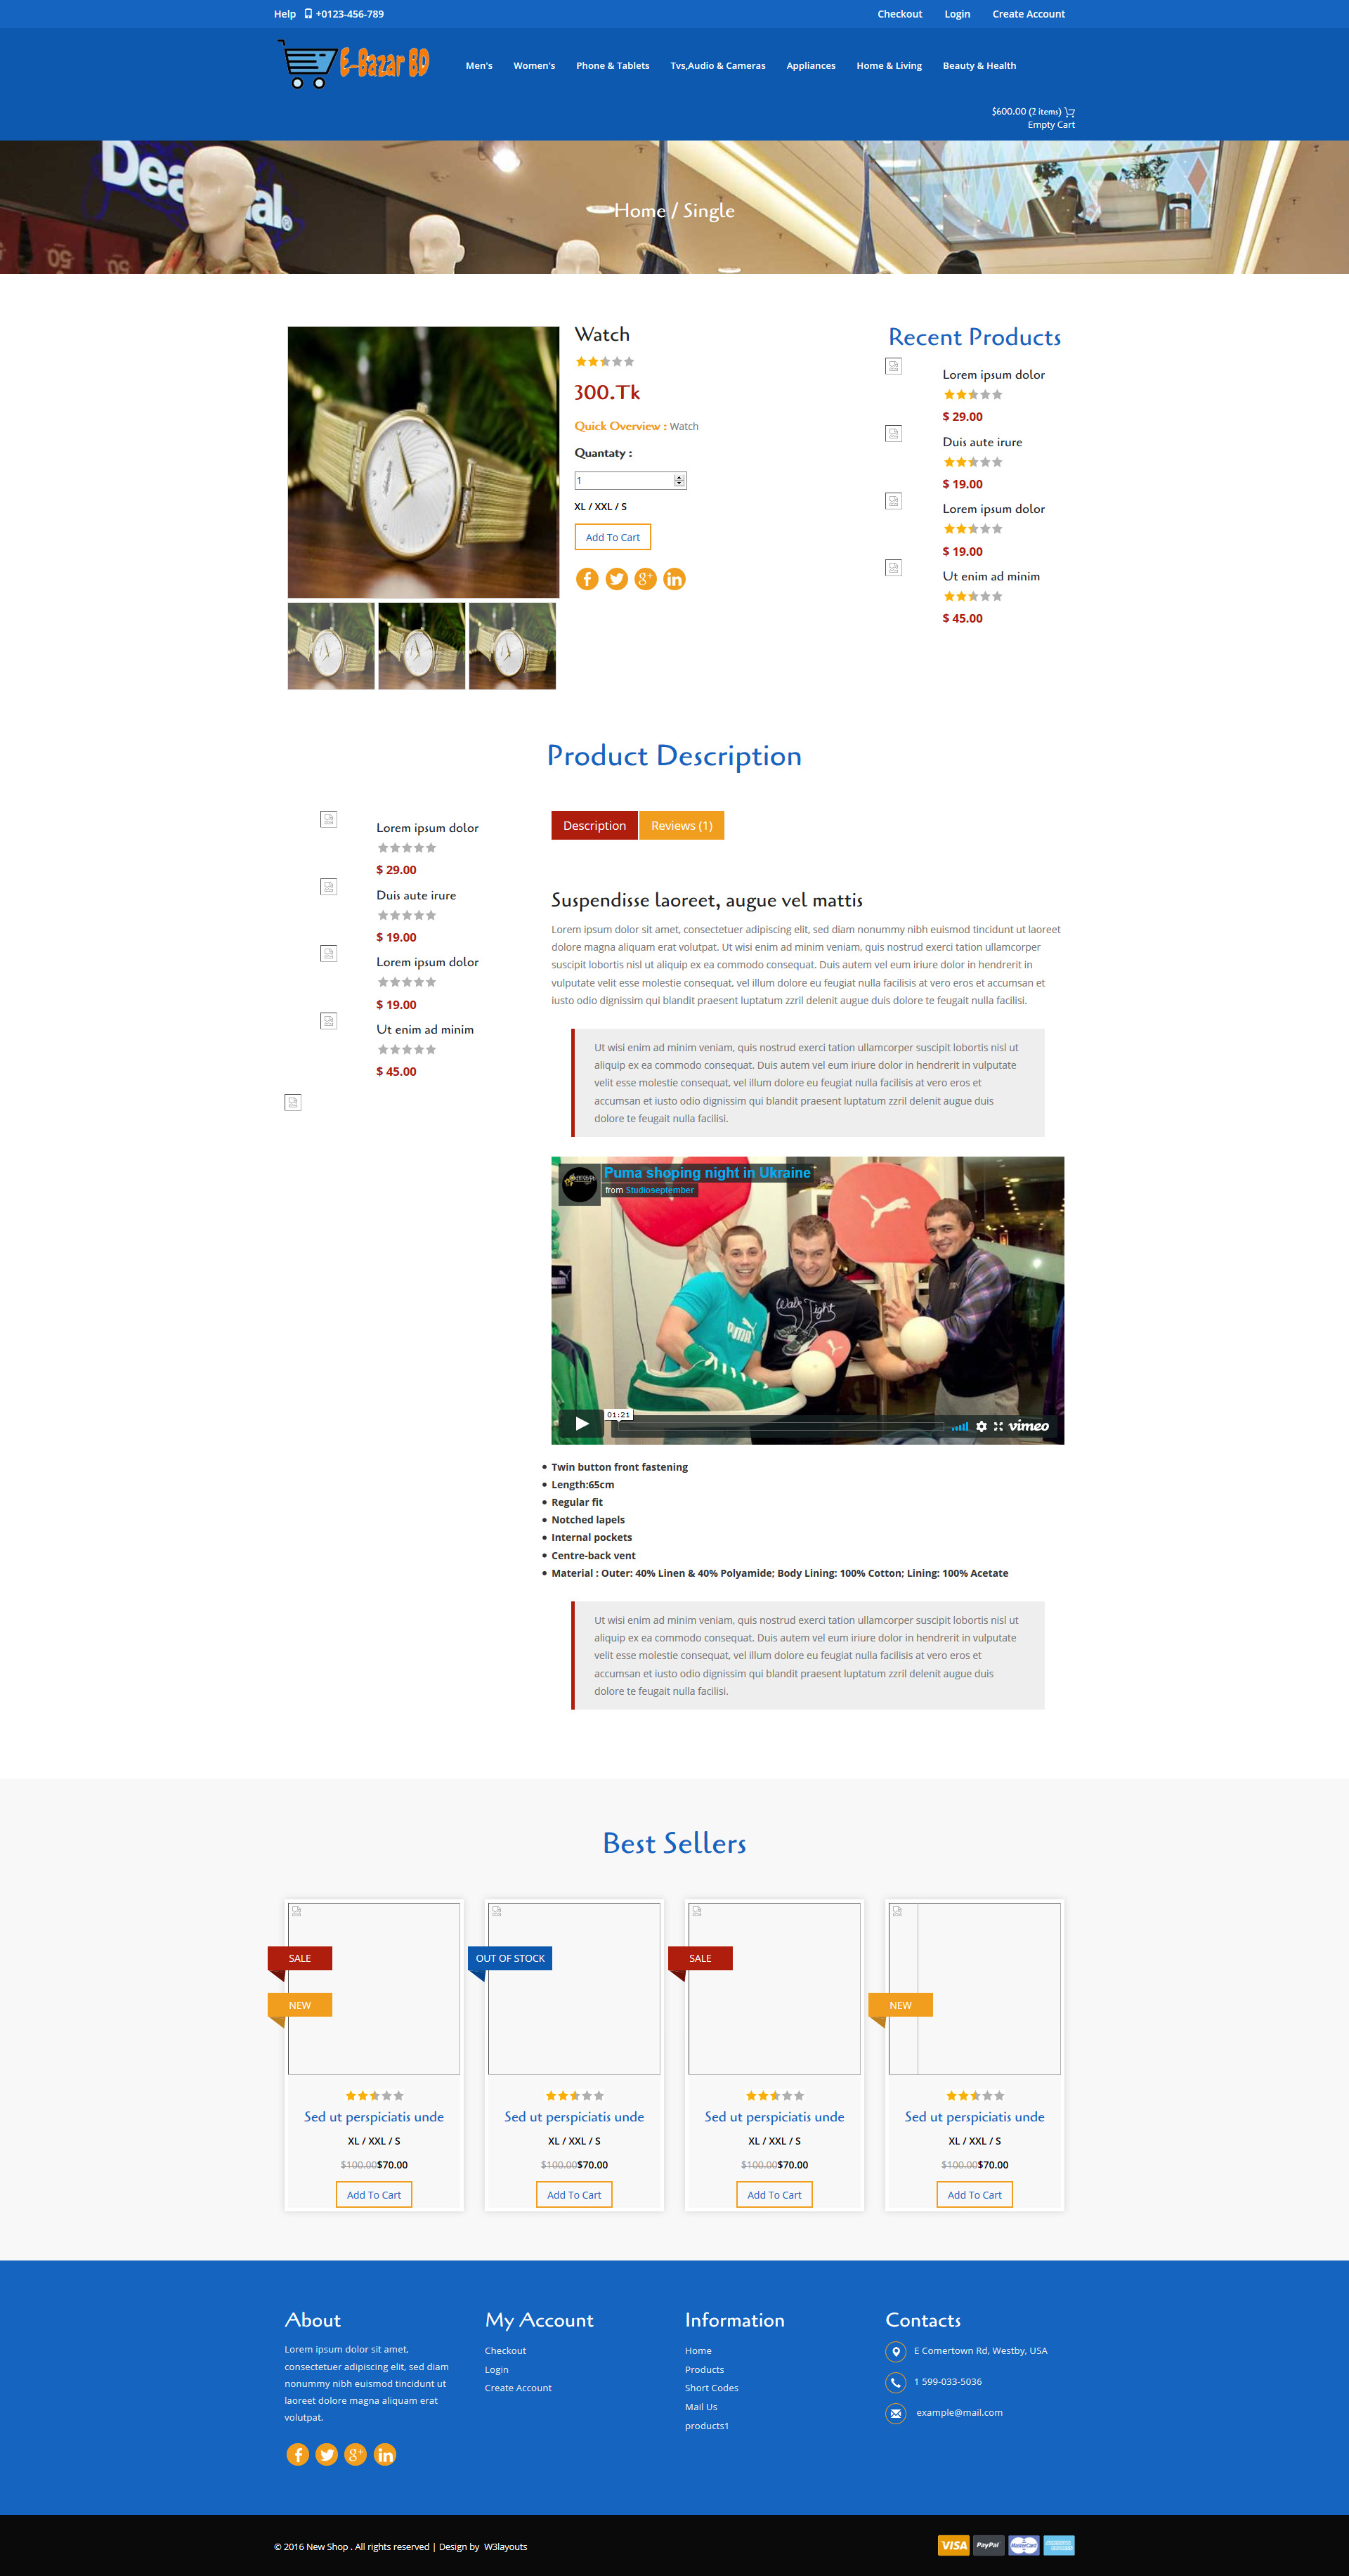 Help +0123-456-789
Checkout Login Create Account
E-Bazar BD
Men's Women's Phone & Tablets Tvs,Audio & Cameras Appliances Home & Living Beauty & Health
$600.00 (2 items)
Empty Cart
Home / Single
Watch
300.Tk
Quick Overview : Watch
Quantaty :
1
XL / XXL / S
Add To Cart
Recent Products
Lorem ipsum dolor
$ 29.00
Duis aute irure
$ 19.00
Lorem ipsum dolor
$ 19.00
Ut enim ad minim
$ 45.00
Product Description
Lorem ipsum dolor
$ 29.00
Duis aute irure
$ 19.00
Lorem ipsum dolor
$ 19.00
Ut enim ad minim
$ 45.00
Description Reviews (1)
Suspendisse laoreet, augue vel mattis
Lorem ipsum dolor sit amet, consectetuer adipiscing elit, sed diam nonummy nibh euismod tincidunt ut laoreet
dolore magna aliquam erat volutpat. Ut wisi enim ad minim veniam, quis nostrud exerci tation ullamcorper
suscipit lobortis nisl ut aliquip ex ea commodo consequat. Duis autem vel eum iriure dolor in hendrerit in
vulputate velit esse molestie consequat, vel illum dolore eu feugiat nulla facilisis at vero eros et accumsan et
iusto odio dignissim qui blandit praesent luptatum zzril delenit augue duis dolore te feugait nulla facilisi.
Ut wisi enim ad minim veniam, quis nostrud exerci tation ullamcorper suscipit lobortis nisl ut
aliquip ex ea commodo consequat. Duis autem vel eum iriure dolor in hendrerit in vulputate
velit esse molestie consequat, vel illum dolore eu feugiat nulla facilisis at vero eros et
accumsan et iusto odio dignissim qui blandit praesent luptatum zzril delenit augue duis
dolore te feugait nulla facilisi.
Puma shoping night in Ukraine
from Studioseptember
Walk Tight
PUMA
01:21
vimeo
Twin button front fastening
Length:65cm
Regular fit
Notched lapels
Internal pockets
Centre-back vent
Material : Outer: 40% Linen & 40% Polyamide; Body Lining: 100% Cotton; Lining: 100% Acetate
Ut wisi enim ad minim veniam, quis nostrud exerci tation ullamcorper suscipit lobortis nisl ut
aliquip ex ea commodo consequat. Duis autem vel eum iriure dolor in hendrerit in vulputate
velit esse molestie consequat, vel illum dolore eu feugiat nulla facilisis at vero eros et
accumsan et iusto odio dignissim qui blandit praesent luptatum zzril delenit augue duis
dolore te feugait nulla facilisi.
Best Sellers
SALE OUT OF STOCK SALE
NEW NEW
Sed ut perspiciatis unde Sed ut perspiciatis unde Sed ut perspiciatis unde Sed ut perspiciatis unde
XL / XXL / S XL / XXL / S XL / XXL / S XL / XXL / S
$100.00$70.00 $100.00$70.00 $100.00$70.00 $100.00$70.00
Add To Cart Add To Cart Add To Cart Add To Cart
About
Lorem ipsum dolor sit amet,
consectetuer adipiscing elit, sed diam
nonummy nibh euismod tincidunt ut
laoreet dolore magna aliquam erat
volutpat.
My Account
Checkout
Login
Create Account
Information
Home
Products
Short Codes
Mail Us
products1
Contacts
E Comertown Rd, Westby, USA
1 599-033-5036
example@mail.com
© 2016 New Shop . All rights reserved | Design by W3layouts
VISA PayPal MasterCard